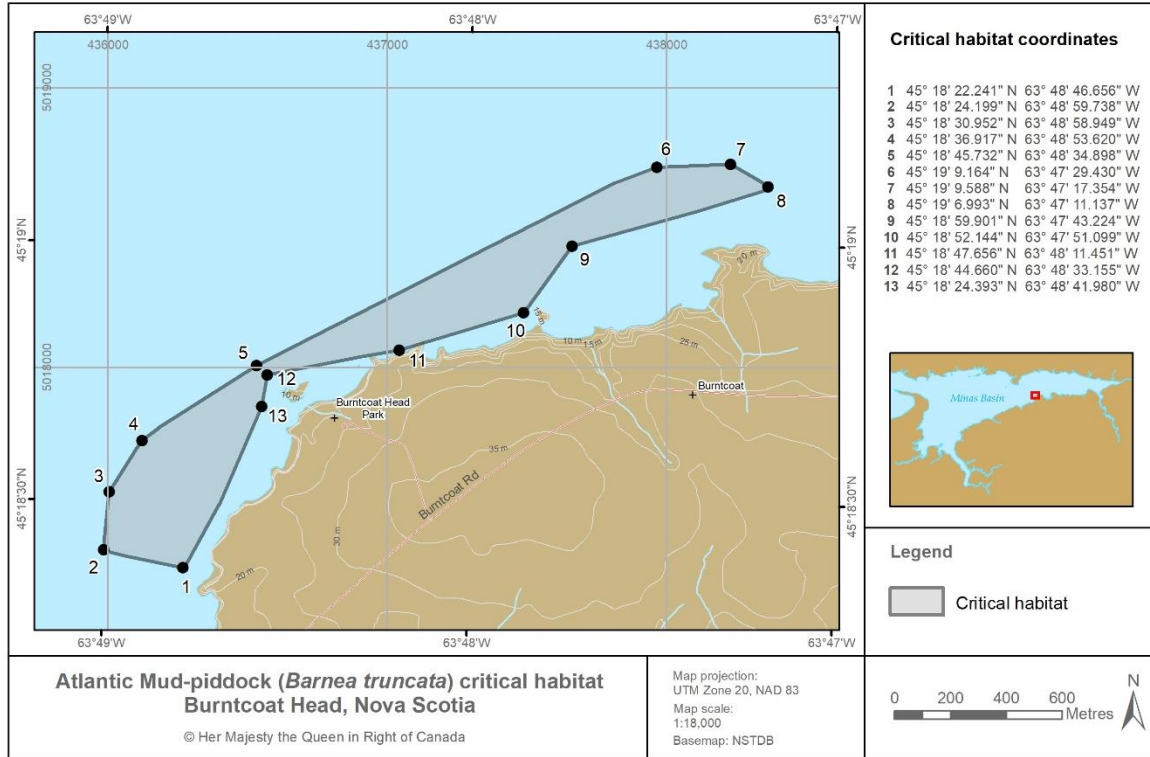 63°49'W 63°48'W 63°47'W
436000 437000 438000
5019000
5018000
45°19'N
45°18'30"N
45°19'N
45°18'30"N
1
2
3
4
5
6
7
8
9
10
11
12
13
20 m
15 m
10 m
15 m
25 m
10 m
35 m
30 m
20 m
Burntcoat
Burntcoat Head
Park
Burntcoat Rd
63°49'W 63°48'W 63°47'W
Critical habitat coordinates
1 45° 18' 22.241" N 63° 48' 46.656" W
2 45° 18' 24.199" N 63° 48' 59.738" W
3 45° 18' 30.952" N 63° 48' 58.949" W
4 45° 18' 36.917" N 63° 48' 53.620" W
5 45° 18' 45.732" N 63° 48' 34.898" W
6 45° 19' 9.164" N 63° 47' 29.430" W
7 45° 19' 9.588" N 63° 47' 17.354" W
8 45° 19' 6.993" N 63° 47' 11.137" W
9 45° 18' 59.901" N 63° 47' 43.224" W
10 45° 18' 52.144" N 63° 47' 51.099" W
11 45° 18' 47.656" N 63° 48' 11.451" W
12 45° 18' 44.660" N 63° 48' 33.155" W
13 45° 18' 24.393" N 63° 48' 41.980" W
Minas Basin
Legend
Critical habitat
Atlantic Mud-piddock (Barnea truncata) critical habitat
Burntcoat Head, Nova Scotia
© Her Majesty the Queen in Right of Canada
Map projection:
UTM Zone 20, NAD 83
Map scale:
1:18,000
Basemap: NSTDB
0 200 400 600
Metres
N